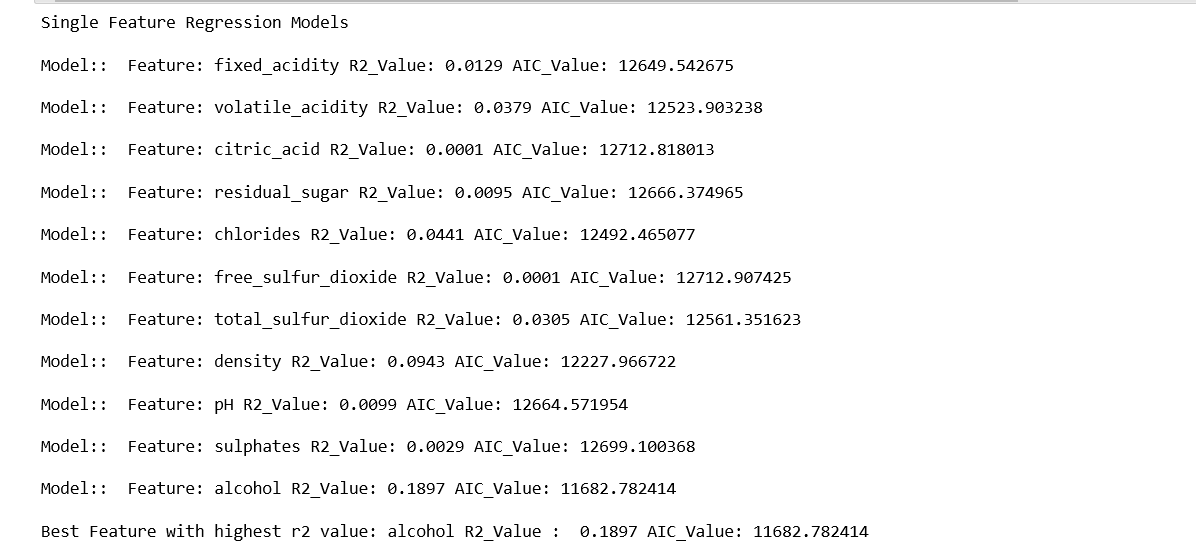 Single Feature Regression Models
Model::  Feature: fixed_acidity R2_Value: 0.0129 AIC_Value: 12649.542675
Model::  Feature: volatile_acidity R2_Value: 0.0379 AIC_Value: 12523.903238
Model::  Feature: citric_acid R2_Value: 0.0001 AIC_Value: 12712.818013
Model::  Feature: residual_sugar R2_Value: 0.0095 AIC_Value: 12666.374965
Model::  Feature: chlorides R2_Value: 0.0441 AIC_Value: 12492.465077
Model::  Feature: free_sulfur_dioxide R2_Value: 0.0001 AIC_Value: 12712.907425
Model::  Feature: total_sulfur_dioxide R2_Value: 0.0305 AIC_Value: 12561.351623
Model::  Feature: density R2_Value: 0.0943 AIC_Value: 12227.966722
Model::  Feature: pH R2_Value: 0.0099 AIC_Value: 12664.571954
Model::  Feature: sulphates R2_Value: 0.0029 AIC_Value: 12699.100368
Model::  Feature: alcohol R2_Value: 0.1897 AIC_Value: 11682.782414
Best Feature with highest r2 value: alcohol R2_Value :  0.1897 AIC_Value: 11682.782414